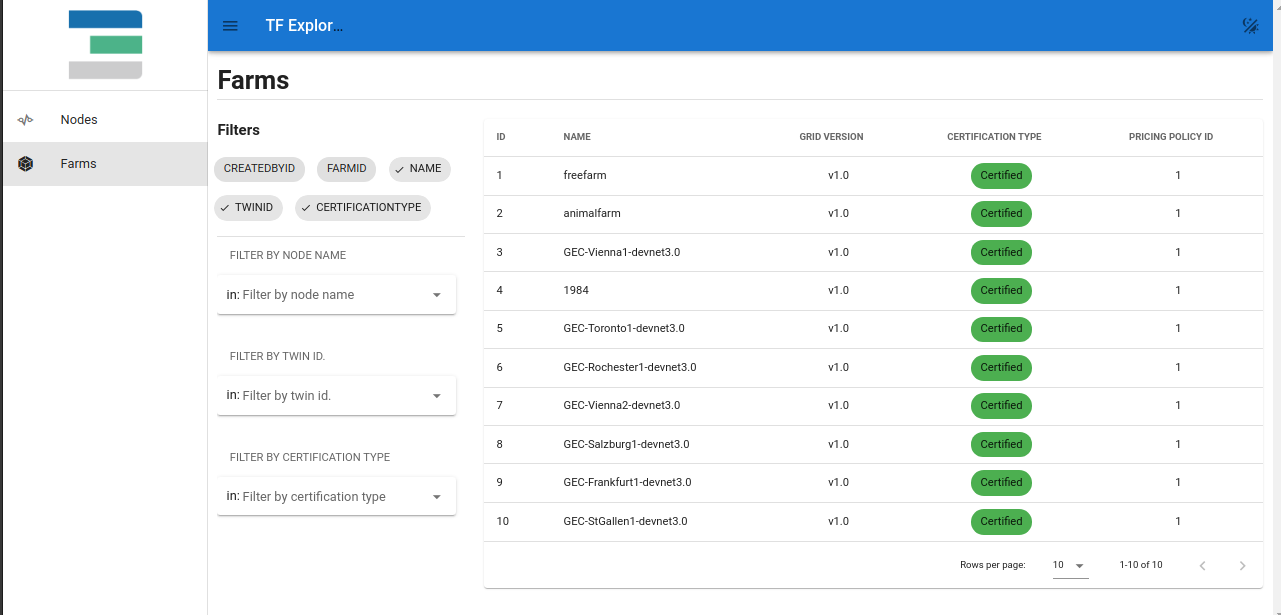 TF Explor...
Nodes
Farms
Farms
Filters
CREATEDBYID FARMID NAME
TWINID CERTIFICATIONTYPE
FILTER BY NODE NAME
in: Filter by node name
FILTER BY TWIN ID.
in: Filter by twin id.
FILTER BY CERTIFICATION TYPE
in: Filter by certification type
ID NAME GRID VERSION CERTIFICATION TYPE PRICING POLICY ID
1 freefarm v1.0 Certified 1
2 animalfarm v1.0 Certified 1
3 GEC-Vienna1-devnet3.0 v1.0 Certified 1
4 1984 v1.0 Certified 1
5 GEC-Toronto1-devnet3.0 v1.0 Certified 1
6 GEC-Rochester1-devnet3.0 v1.0 Certified 1
7 GEC-Vienna2-devnet3.0 v1.0 Certified 1
8 GEC-Salzburg1-devnet3.0 v1.0 Certified 1
9 GEC-Frankfurt1-devnet3.0 v1.0 Certified 1
10 GEC-StGallen1-devnet3.0 v1.0 Certified 1
Rows per page: 10 1-10 of 10